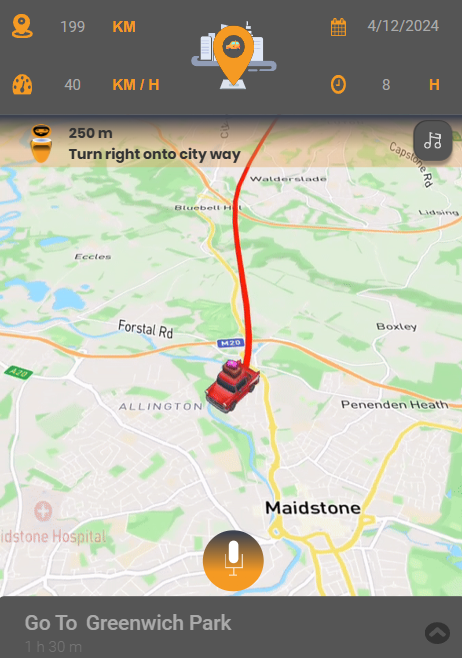 199 KM
4/12/2024
40 KM / H
8 H
250 m
Turn right onto city way
Capstone Rd
Walderslade
Bluebell Hill
Lidsing
Eccles
Forstal Rd
Boxley
M20
A20
ALLINGTON
Penenden Heath
Maidstone
idstone Hospital
Go To Greenwich Park
1 h 30 m